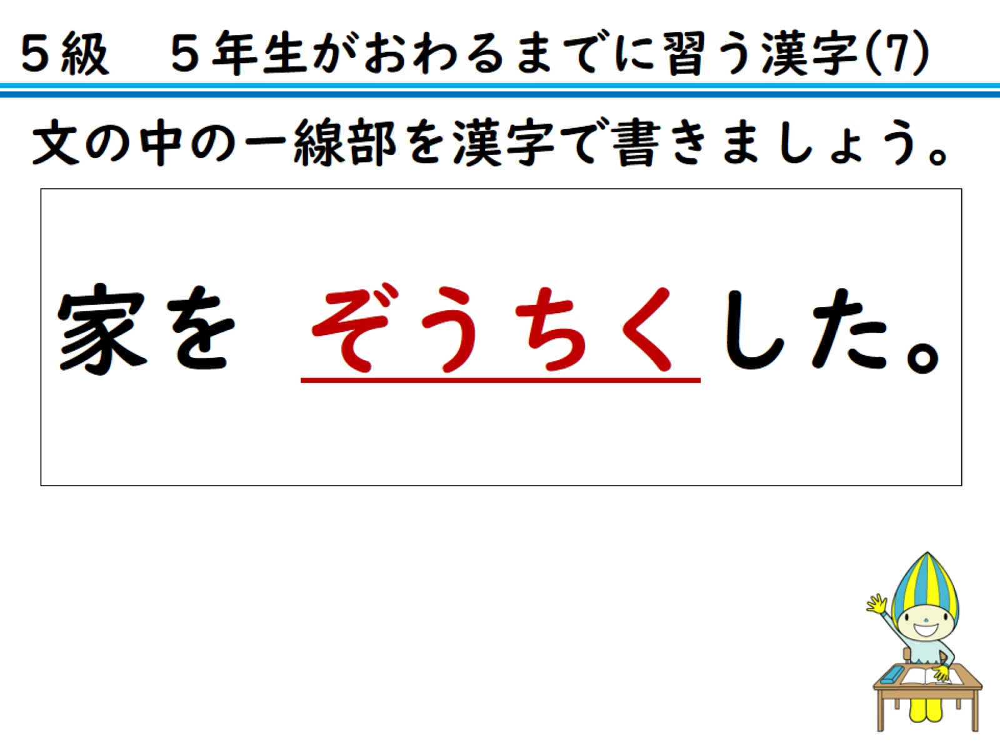 ５級　５年生がおわるまでに習う漢字(7)
文の中の一線部を漢字で書きましょう。
家を ぞうちくした。